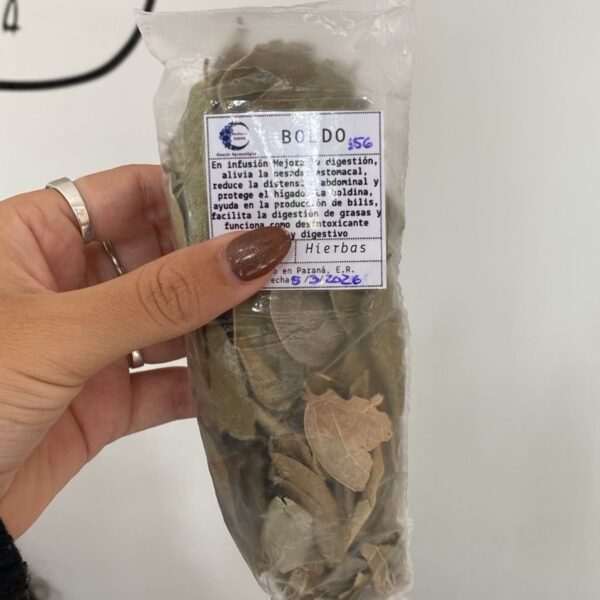 BOLDO
$56
En infusión Mejora digestión,
alivia la pesadez estomacal,
reduce la distensión abdominal y
protege el hígado. La boldina,
ayuda en la producción de bilis,
facilita la digestión de grasas y
funciona como desintoxicante
y digestivo
Hierbas
en Paraná, E.R.
echa 5/3/2026